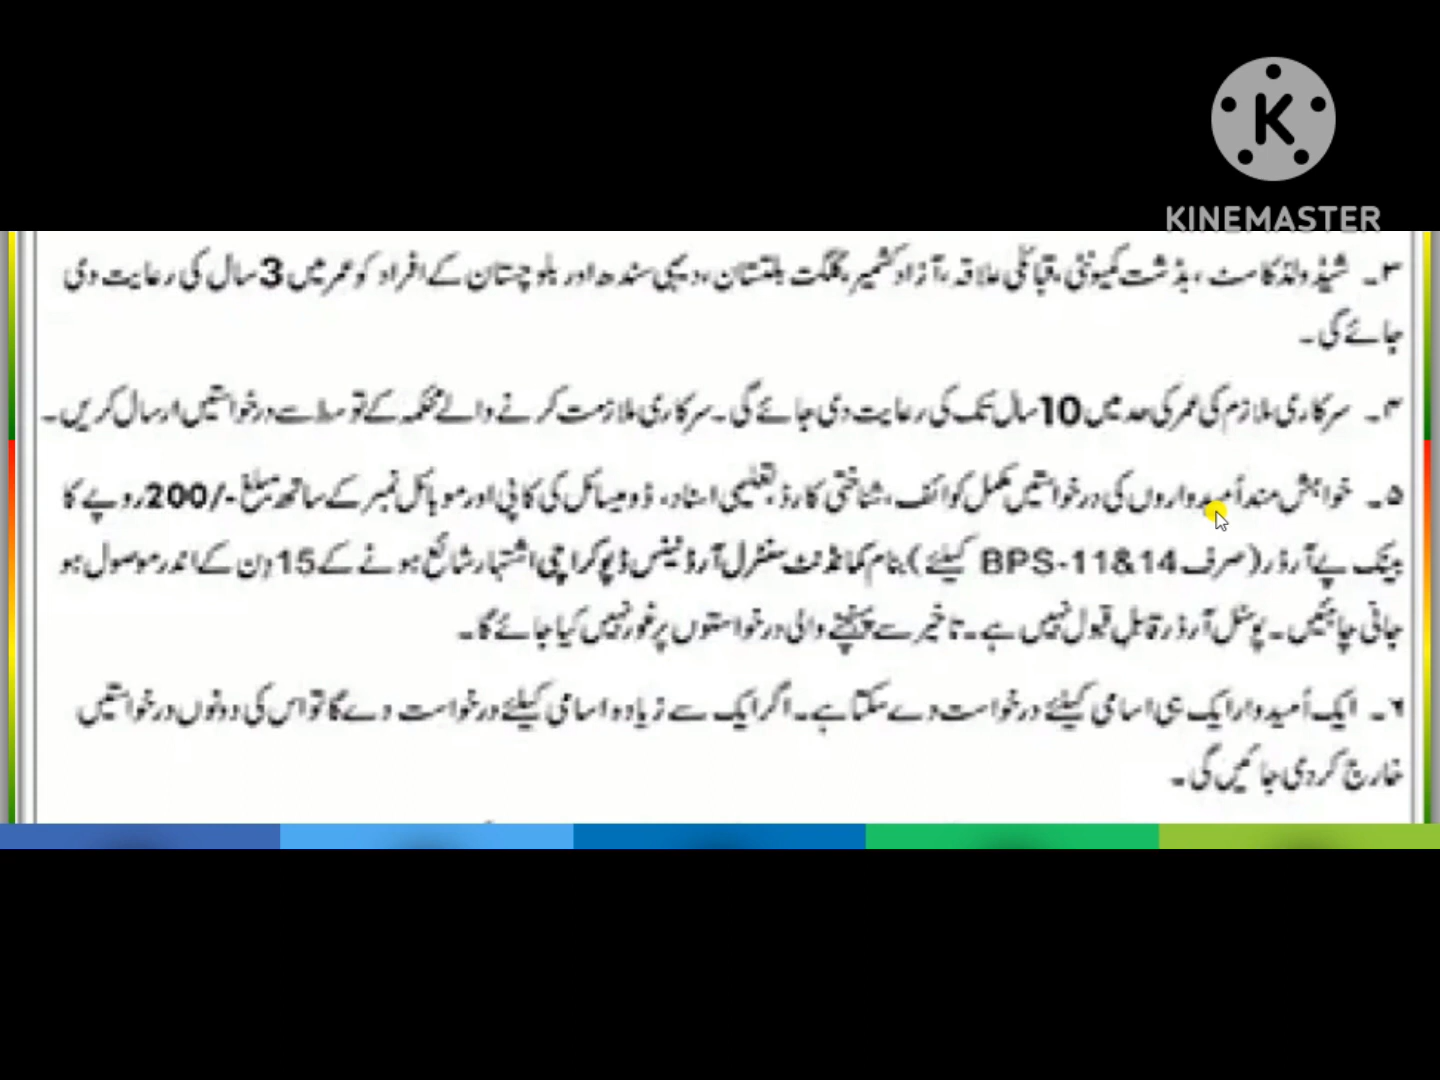 K
KINEMASTER
۳۔ شیڈولڈ کاسٹ، بدشت کمیونٹی، قبائلی علاقہ، آزاد کشمیر، گلگت بلتستان، دیہی سندھ اور بلوچستان کے افراد کو عمر میں 3 سال کی رعایت دی
جائے گی۔
۴۔ سرکاری ملازم کی عمر کی حد میں 10 سال تک کی رعایت دی جائے گی۔ سرکاری ملازمت کرنے والے محکمہ کے توسط سے درخواستیں ارسال کریں۔
۵۔ خواہش مند اُمیدواروں کی درخواستیں مکمل کوائف، شناختی کارڈ، تعلیمی اسناد، ڈومیسائل کی کاپی اور موبائل نمبر کے ساتھ مبلغ -/200 روپے کا
بینک پے آرڈر (صرف BPS-11&14 کیلئے) بنام کمانڈنٹ سنٹرل آرڈیننس ڈپو کراچی اشتہار شائع ہونے کے 15 دِن کے اندر موصول ہو
جانی چاہئیں۔ پوسٹل آرڈر قابلِ قبول نہیں ہے۔ تاخیر سے پہنچنے والی درخواستوں پر غور نہیں کیا جائے گا۔
۶۔ ایک اُمیدوار ایک ہی اسامی کیلئے درخواست دے سکتا ہے۔ اگر ایک سے زیادہ اسامی کیلئے درخواست دے گا تو اس کی دونوں درخواستیں
خارج کر دی جائیں گی۔